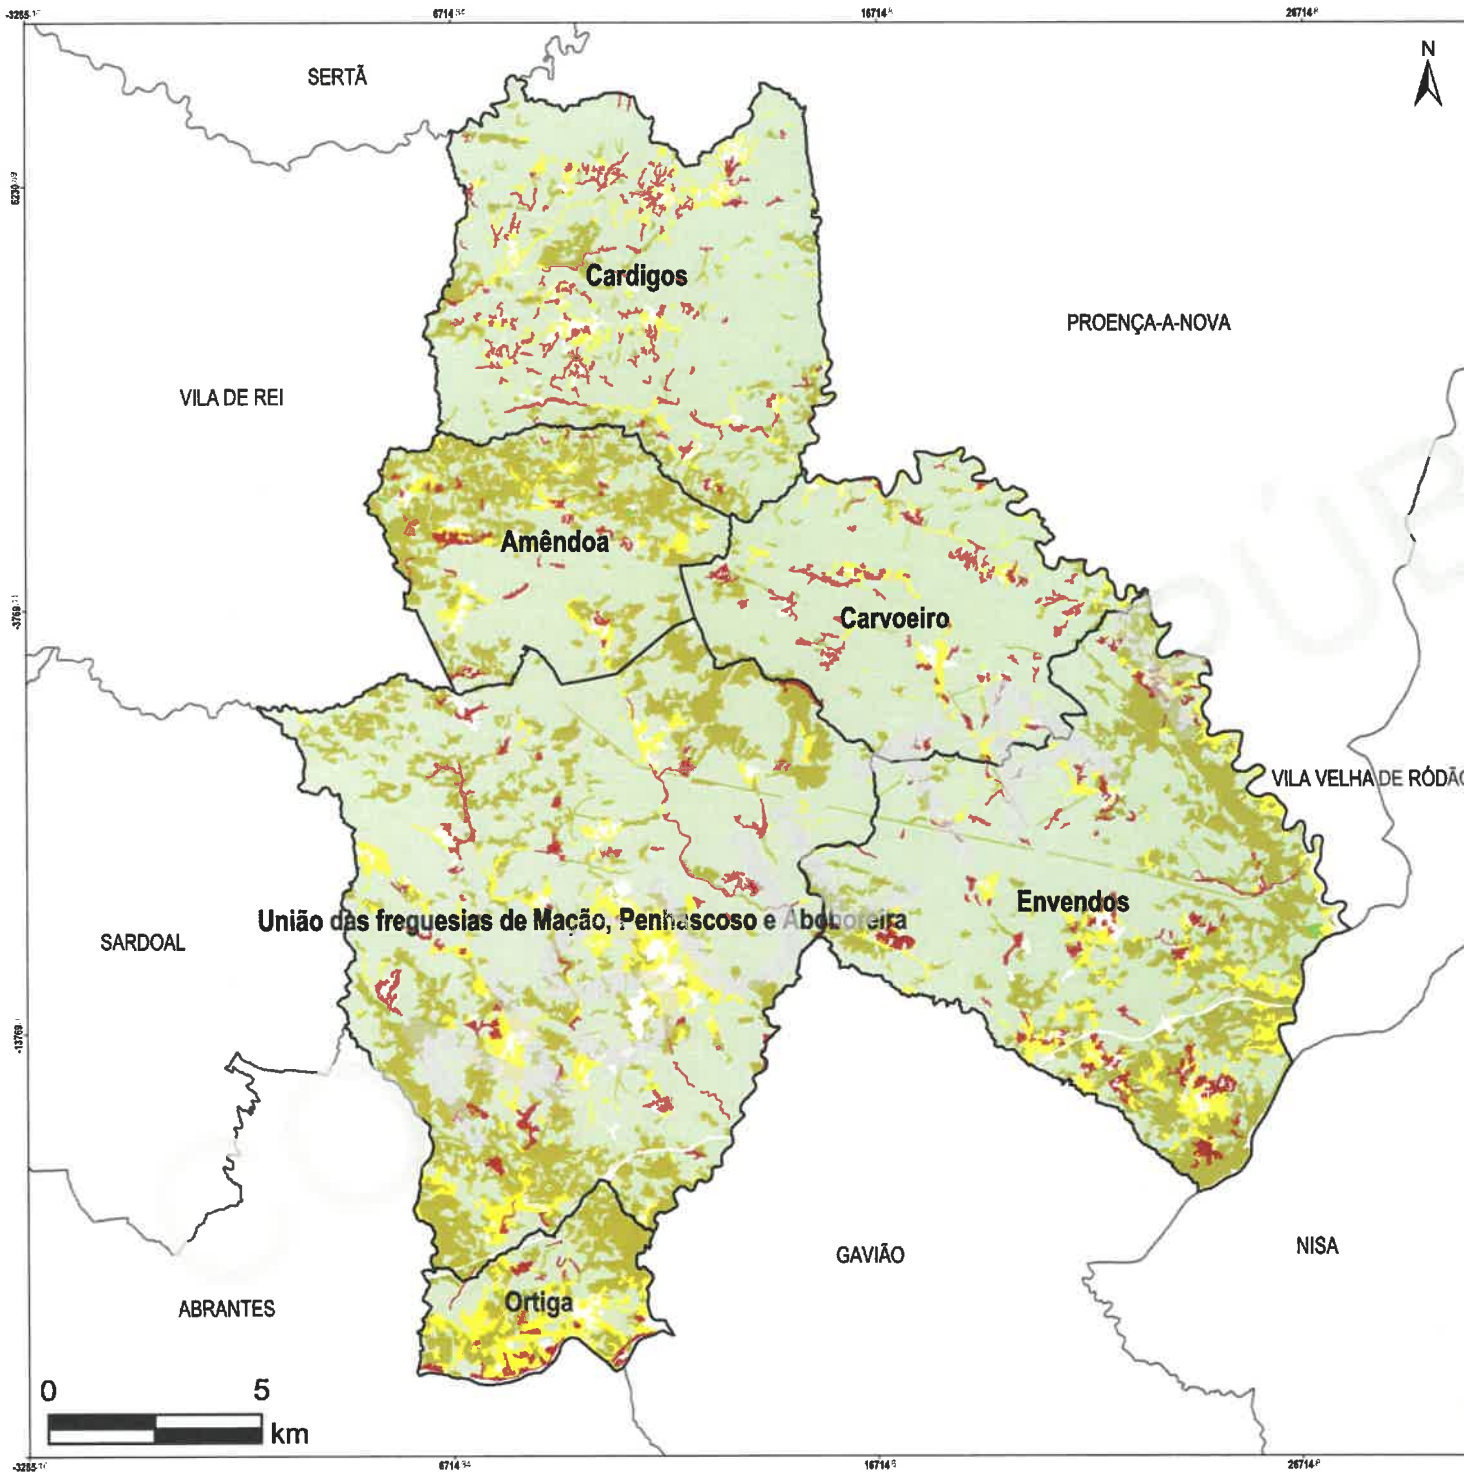 N
SERTÃ
Cardigos
PROENÇA-A-NOVA
VILA DE REI
Amêndoa
Carvoeiro
VILA VELHA DE RÓDÃO
Envendos
União das freguesias de Mação, Penhascoso e Aboboreira
SARDOAL
GAVIÃO
NISA
Ortiga
ABRANTES
0 5
km